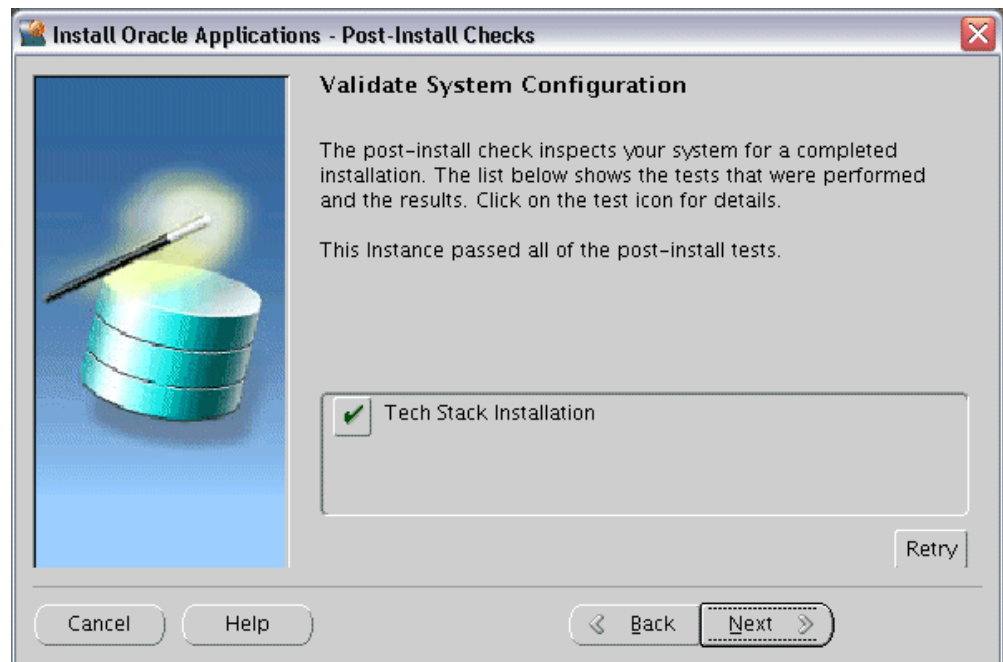 Install Oracle Applications - Post-Install Checks
Validate System Configuration
The post-install check inspects your system for a completed
installation. The list below shows the tests that were performed
and the results. Click on the test icon for details.
This Instance passed all of the post-install tests.
Tech Stack Installation
Retry
Cancel
Help
Back
Next